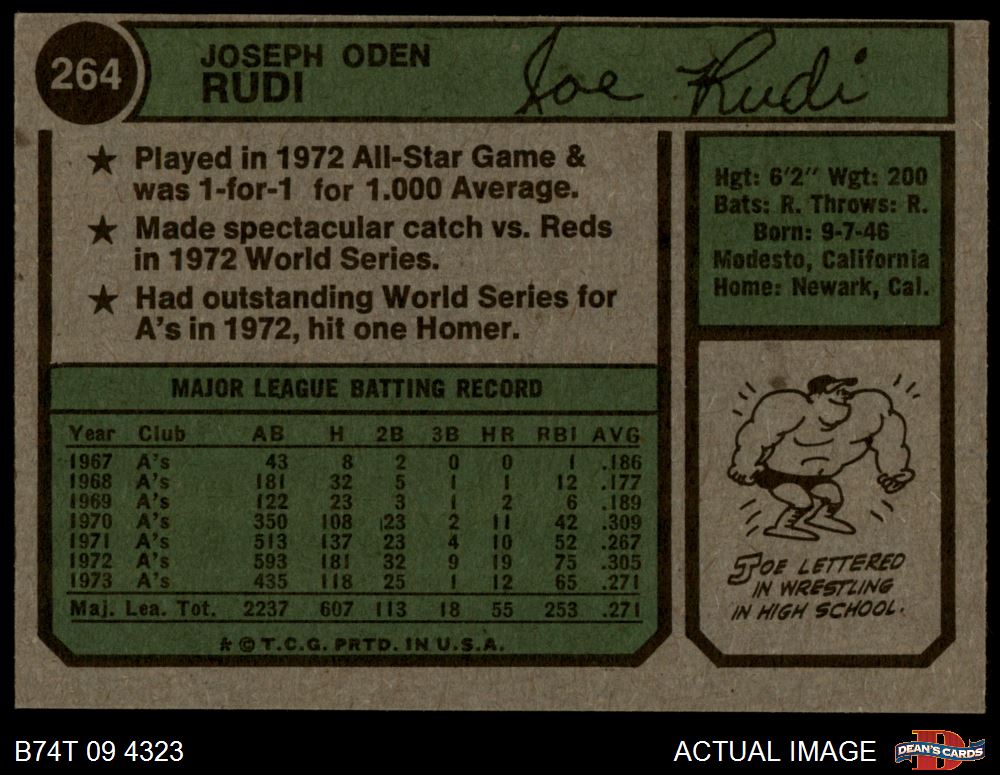 264
JOSEPH ODEN
RUDI
Joe Rudi
★ Played in 1972 All-Star Game &
was 1-for-1 for 1.000 Average.
★ Made spectacular catch vs. Reds
in 1972 World Series.
★ Had outstanding World Series for
A's in 1972, hit one Homer.
Hgt: 6'2" Wgt: 200
Bats: R. Throws: R.
Born: 9-7-46
Modesto, California
Home: Newark, Cal.
MAJOR LEAGUE BATTING RECORD
Year Club AB H 2B 3B HR RBI AVG.
1967 A's 43 8 2 0 0 1 .186
1968 A's 181 32 5 1 1 12 .177
1969 A's 122 23 3 1 2 6 .189
1970 A's 350 108 23 2 11 42 .309
1971 A's 513 137 23 4 10 52 .267
1972 A's 593 181 32 9 19 75 .305
1973 A's 435 118 25 1 12 65 .271
Maj. Lea. Tot. 2237 607 113 18 55 253 .271
* © T.C.G. PRTD. IN U.S.A.
JOE LETTERED
IN WRESTLING
IN HIGH SCHOOL.
B74T 09 4323
ACTUAL IMAGE
D
DEAN'S CARDS